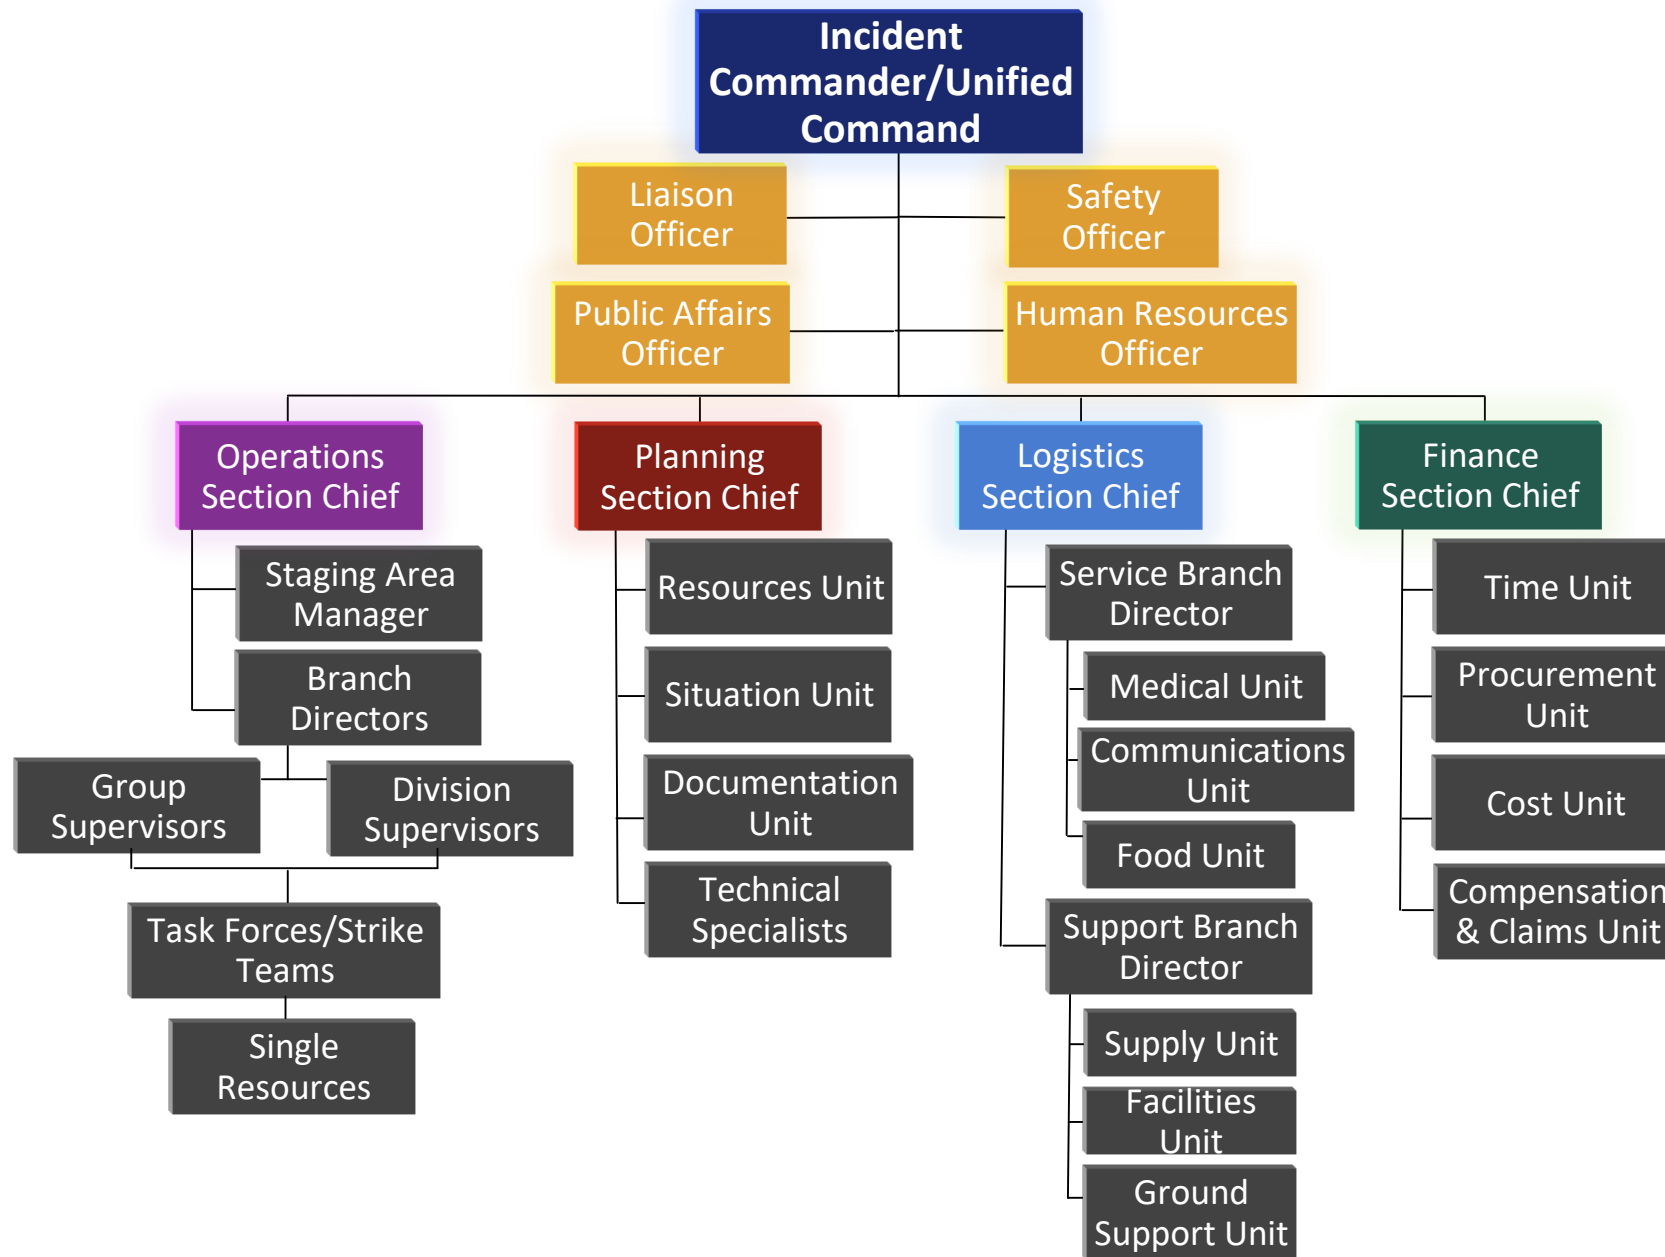 Incident
Commander/Unified
Command
Liaison
Officer
Safety
Officer
Public Affairs
Officer
Human Resources
Officer
Operations
Section Chief
Planning
Section Chief
Logistics
Section Chief
Finance
Section Chief
Staging Area
Manager
Branch
Directors
Group
Supervisors
Division
Supervisors
Task Forces/Strike
Teams
Single
Resources
Resources Unit
Situation Unit
Documentation
Unit
Technical
Specialists
Service Branch
Director
Medical Unit
Communications
Unit
Food Unit
Support Branch
Director
Supply Unit
Facilities
Unit
Ground
Support Unit
Time Unit
Procurement
Unit
Cost Unit
Compensation
& Claims Unit